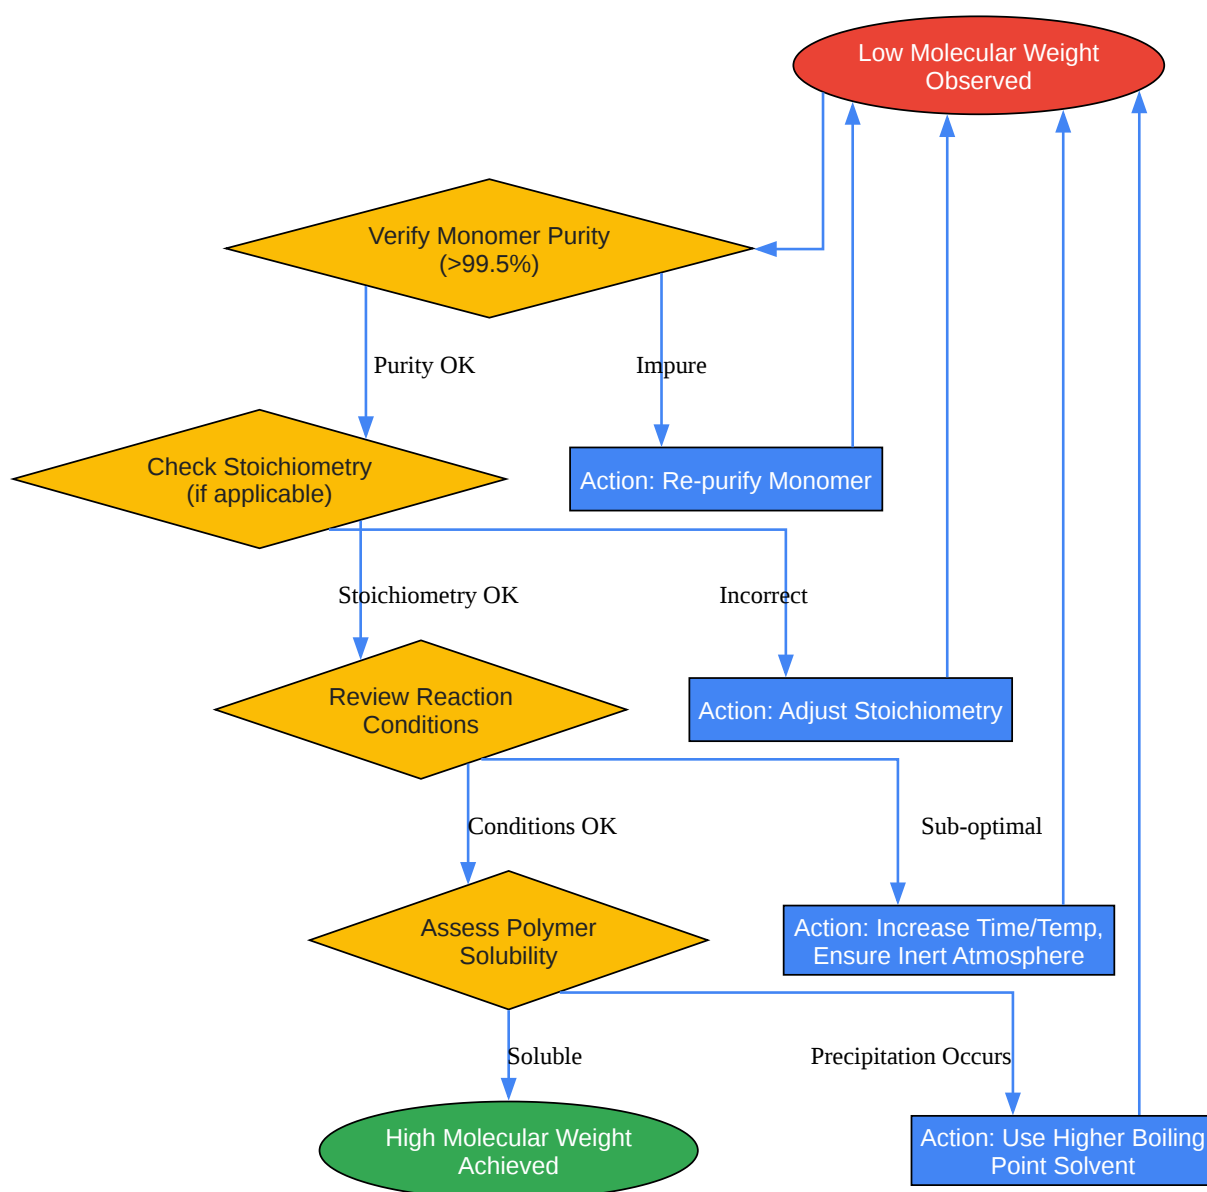 Low Molecular Weight
Observed
Verify Monomer Purity
(>99.5%)
Purity OK
Impure
Check Stoichiometry
(if applicable)
Action: Re-purify Monomer
Stoichiometry OK
Incorrect
Review Reaction
Conditions
Action: Adjust Stoichiometry
Conditions OK
Sub-optimal
Assess Polymer
Solubility
Action: Increase Time/Temp,
Ensure Inert Atmosphere
Soluble
Precipitation Occurs
High Molecular Weight
Achieved
Action: Use Higher Boiling
Point Solvent